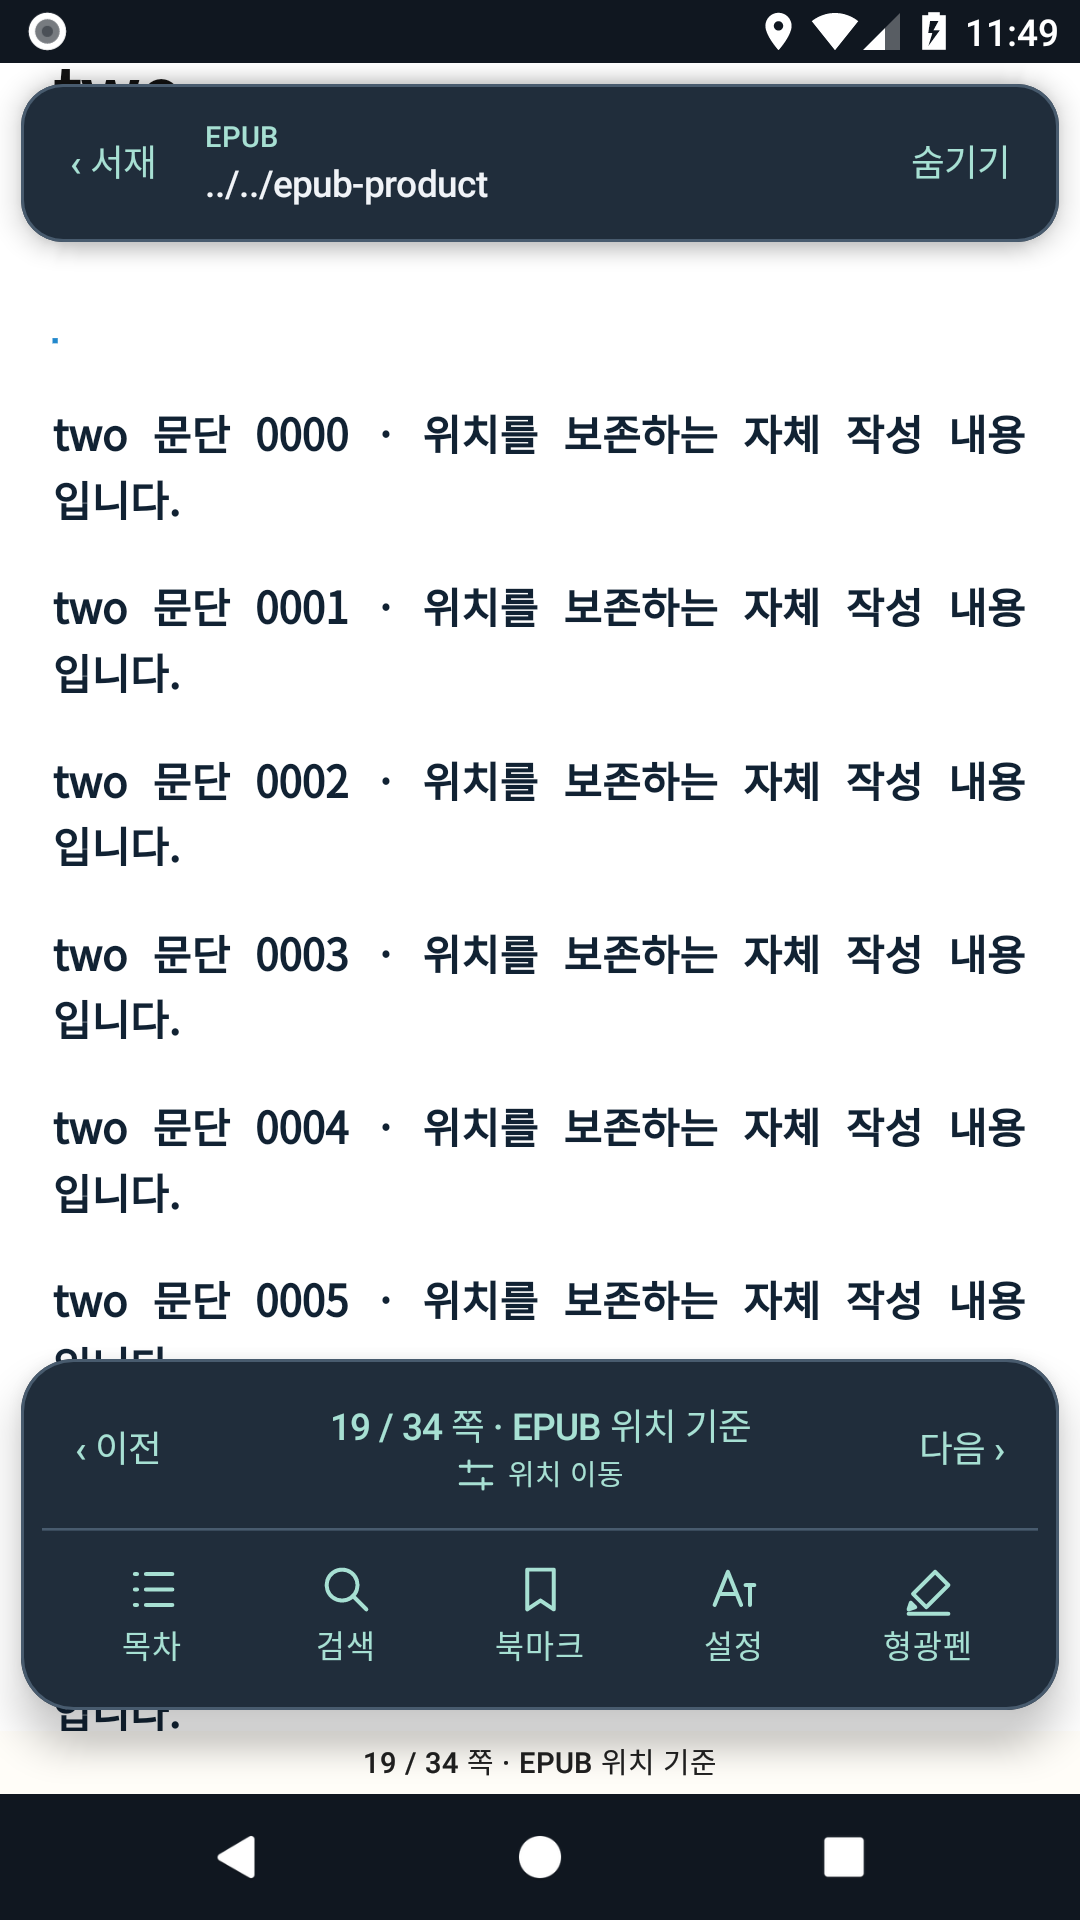 11:49
two
‹ 서재
EPUB
../../epub-product
숨기기
.
two 문단 0000 · 위치를 보존하는 자체 작성 내용
입니다.
two 문단 0001 · 위치를 보존하는 자체 작성 내용
입니다.
two 문단 0002 · 위치를 보존하는 자체 작성 내용
입니다.
two 문단 0003 · 위치를 보존하는 자체 작성 내용
입니다.
two 문단 0004 · 위치를 보존하는 자체 작성 내용
입니다.
two 문단 0005 · 위치를 보존하는 자체 작성 내용
입니다.
‹ 이전
19 / 34 쪽 · EPUB 위치 기준
위치 이동
다음 ›
목차
검색
북마크
설정
형광펜
입니다.
19 / 34 쪽 · EPUB 위치 기준